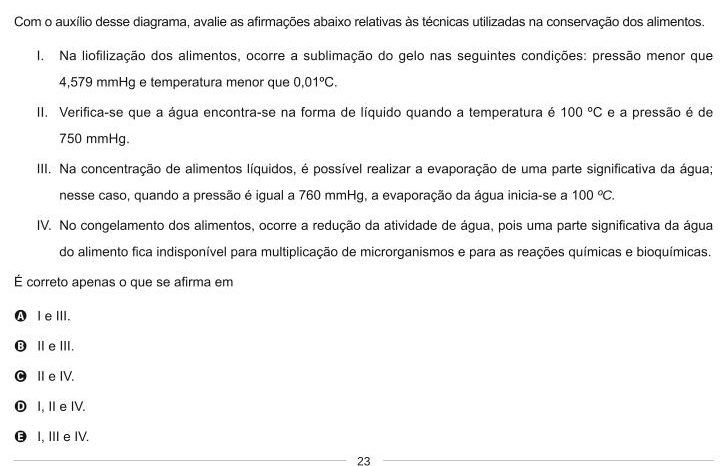 Com o auxílio desse diagrama, avalie as afirmações abaixo relativas às técnicas utilizadas na conservação dos alimentos.
I. Na liofilização dos alimentos, ocorre a sublimação do gelo nas seguintes condições: pressão menor que
4,579 mmHg e temperatura menor que 0,01ºC.
II. Verifica-se que a água encontra-se na forma de líquido quando a temperatura é 100 ºC e a pressão é de
750 mmHg.
III. Na concentração de alimentos líquidos, é possível realizar a evaporação de uma parte significativa da água;
nesse caso, quando a pressão é igual a 760 mmHg, a evaporação da água inicia-se a 100 ºC.
IV. No congelamento dos alimentos, ocorre a redução da atividade de água, pois uma parte significativa da água
do alimento fica indisponível para multiplicação de microrganismos e para as reações químicas e bioquímicas.
É correto apenas o que se afirma em
A I e III.
B II e III.
C II e IV.
D I, II e IV.
E I, III e IV.
23